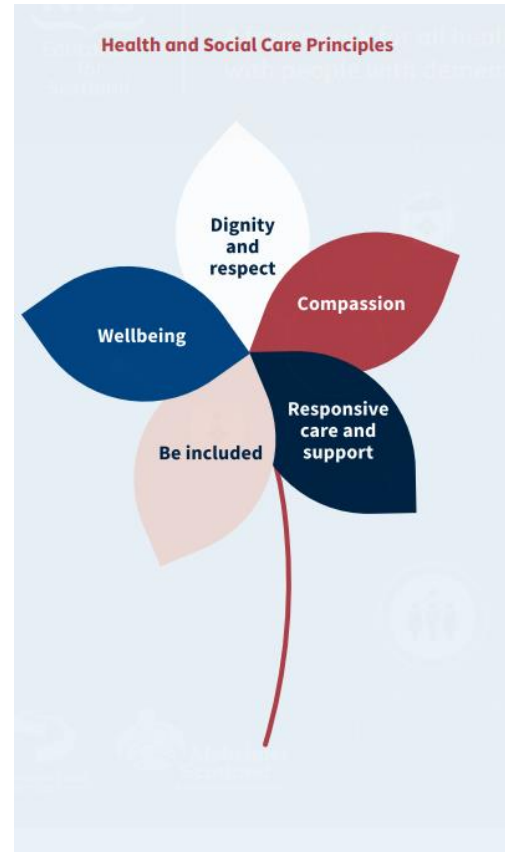 Health and Social Care Principles
Dignity
and
respect
Compassion
Wellbeing
Responsive
care and
support
Be included